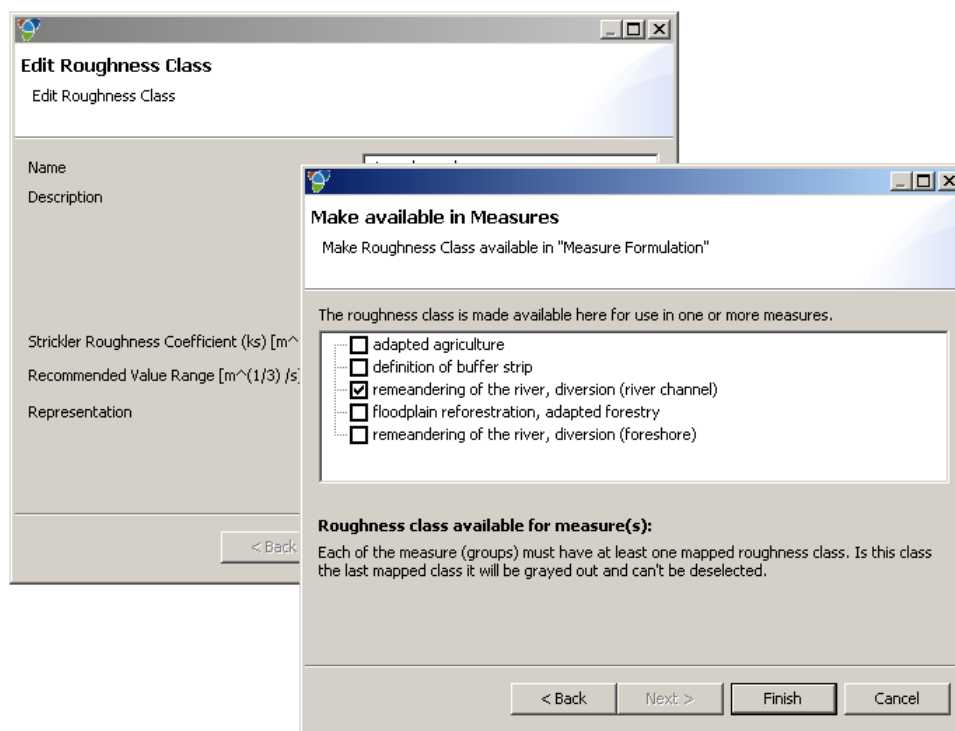 Edit Roughness Class
Edit Roughness Class
Name
Description
Strickler Roughness Coefficient (ks) [m^
Recommended Value Range [m^(1/3) /s]
Representation
< Back
Make available in Measures
Make Roughness Class available in "Measure Formulation"
The roughness class is made available here for use in one or more measures.
adapted agriculture
definition of buffer strip
remeandering of the river, diversion (river channel)
floodplain reforestration, adapted forestry
remeandering of the river, diversion (foreshore)
Roughness class available for measure(s):
Each of the measure (groups) must have at least one mapped roughness class. Is this class
the last mapped class it will be grayed out and can't be deselected.
< Back Next > Finish Cancel